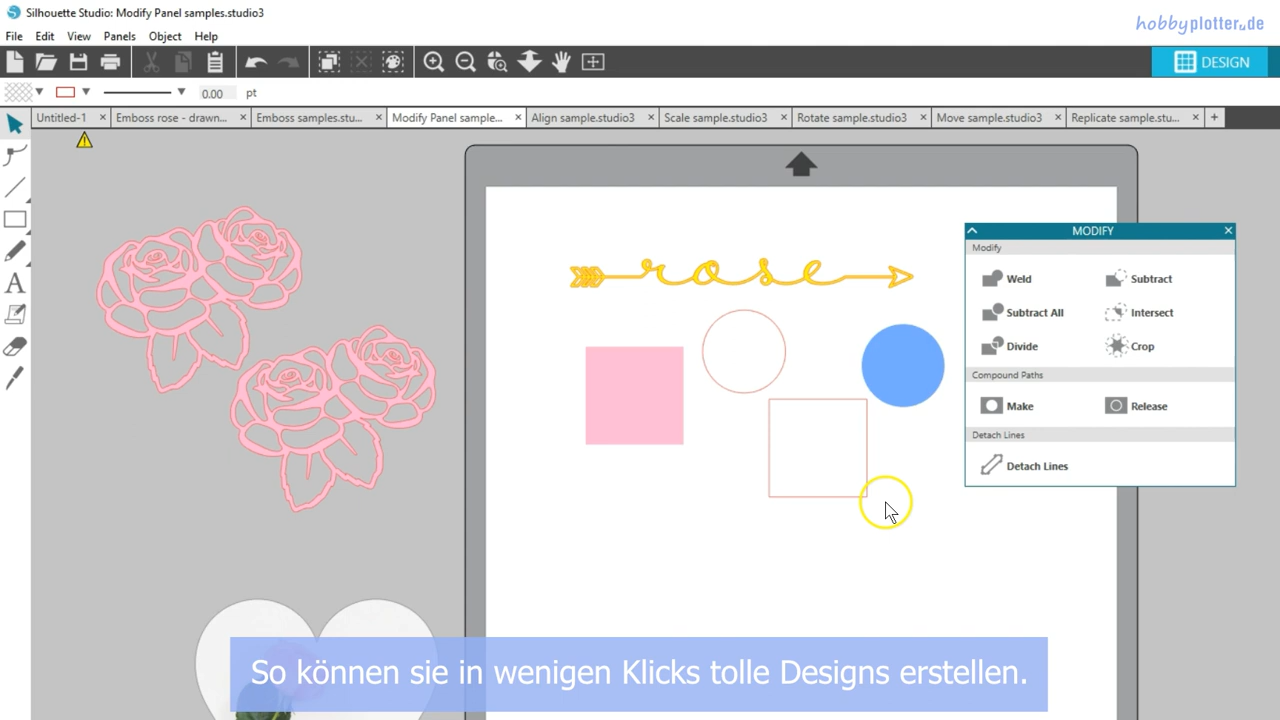 Silhouette Studio: Modify Panel samples.studio3
hobbyplotter.de
File Edit View Panels Object Help
DESIGN
0.00 pt
Untitled-1 Emboss rose - drawn... Emboss samples.stu... Modify Panel sample... Align sample.studio3 Scale sample.studio3 Rotate sample.studio3 Move sample.studio3 Replicate sample.stu...
rose
MODIFY
Modify
Weld Subtract
Subtract All Intersect
Divide Crop
Compound Paths
Make Release
Detach Lines
Detach Lines
So können sie in wenigen Klicks tolle Designs erstellen.